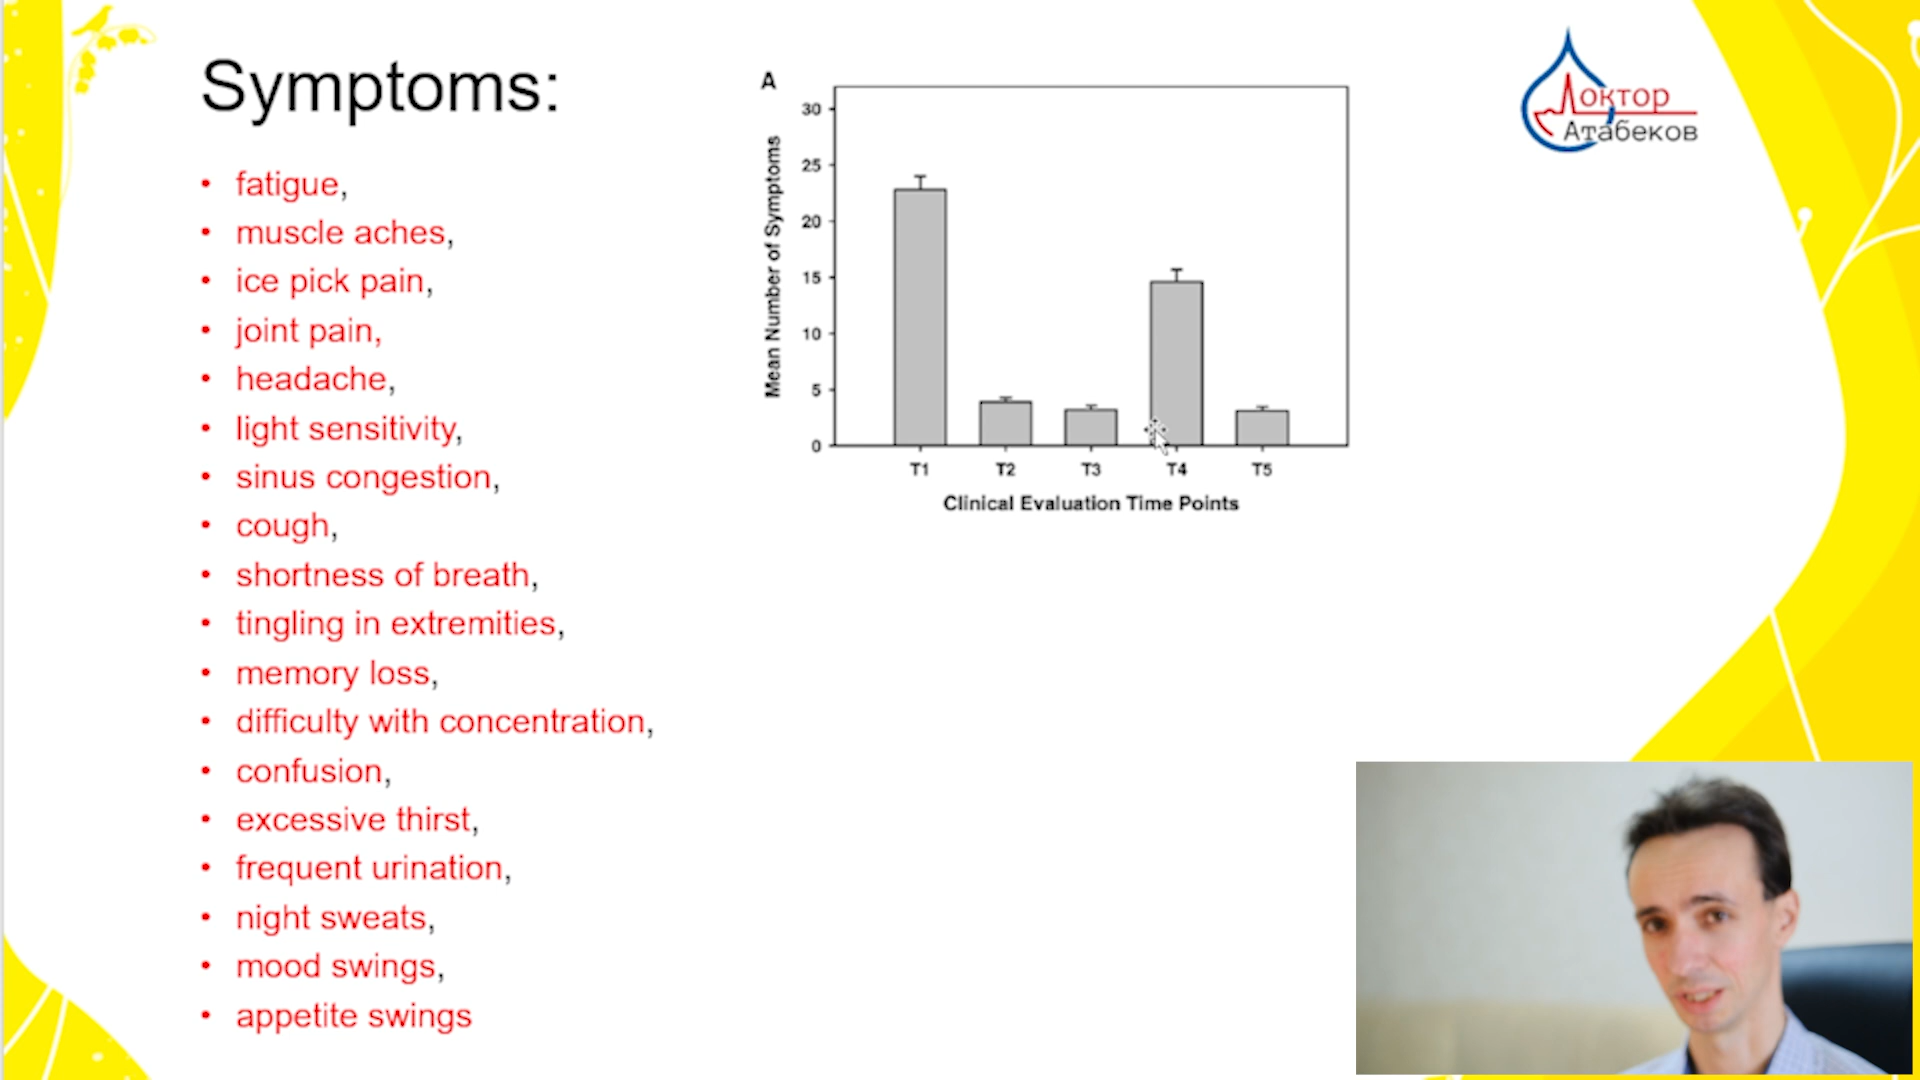 Symptoms:
• fatigue,
• muscle aches,
• ice pick pain,
• joint pain,
• headache,
• light sensitivity,
• sinus congestion,
• cough,
• shortness of breath,
• tingling in extremities,
• memory loss,
• difficulty with concentration,
• confusion,
• excessive thirst,
• frequent urination,
• night sweats,
• mood swings,
• appetite swings
A
Mean Number of Symptoms
30
25
20
15
10
5
0
T1 T2 T3 T4 T5
Clinical Evaluation Time Points
Доктор
Атабеков